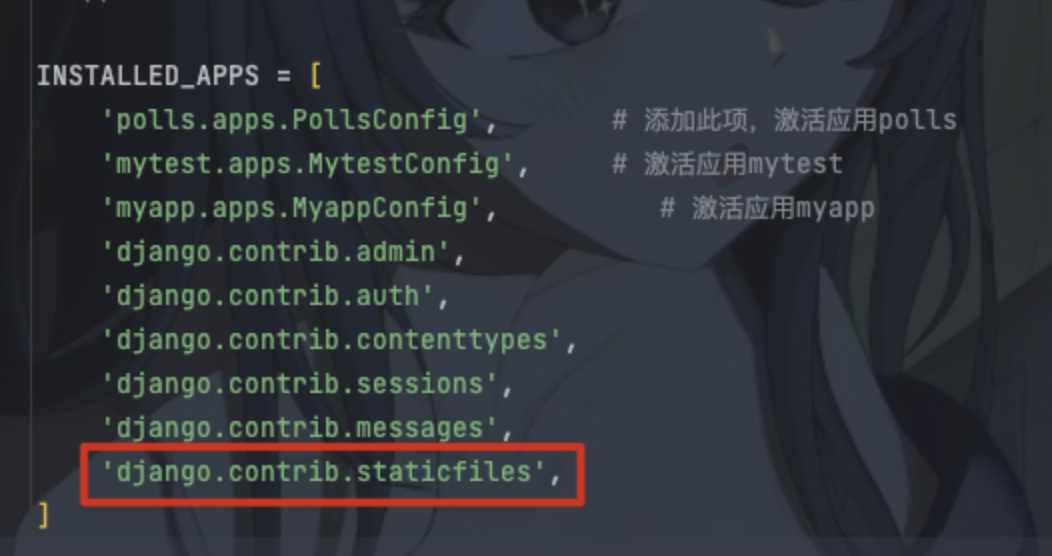 INSTALLED_APPS = [
'polls.apps.PollsConfig', # 添加此项，激活应用polls
'mytest.apps.MytestConfig', # 激活应用mytest
'myapp.apps.MyappConfig', # 激活应用myapp
'django.contrib.admin',
'django.contrib.auth',
'django.contrib.contenttypes',
'django.contrib.sessions',
'django.contrib.messages',
'django.contrib.staticfiles',
]